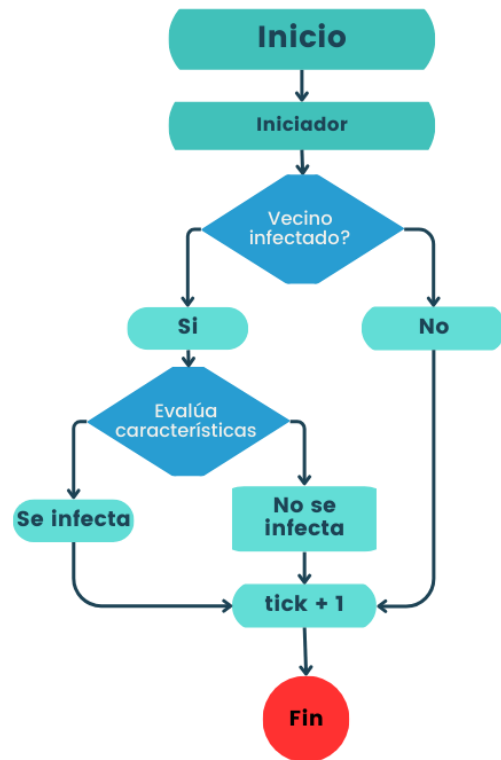 Inicio
Iniciador
Vecino
infectado?
Si
No
Evalúa
características
Se infecta
No se
infecta
tick + 1
Fin